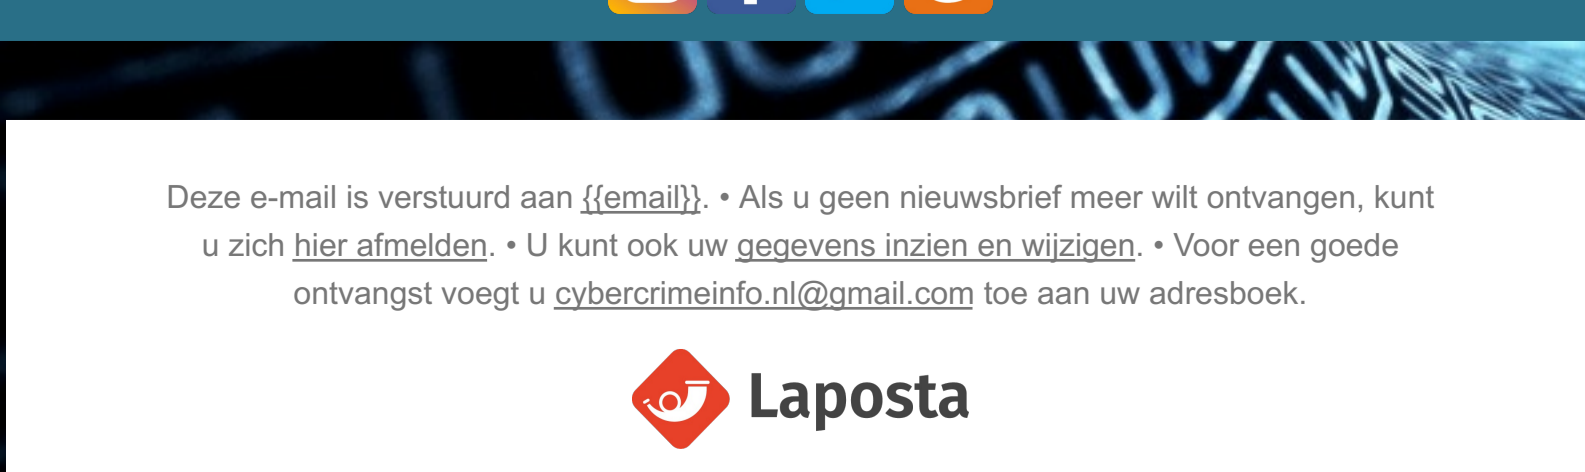 Deze e-mail is verstuurd aan {{email}}. • Als u geen nieuwsbrief meer wilt ontvangen, kunt
u zich hier afmelden. • U kunt ook uw gegevens inzien en wijzigen. • Voor een goede
ontvangst voegt u cybercrimeinfo.nl@gmail.com toe aan uw adresboek.
Laposta